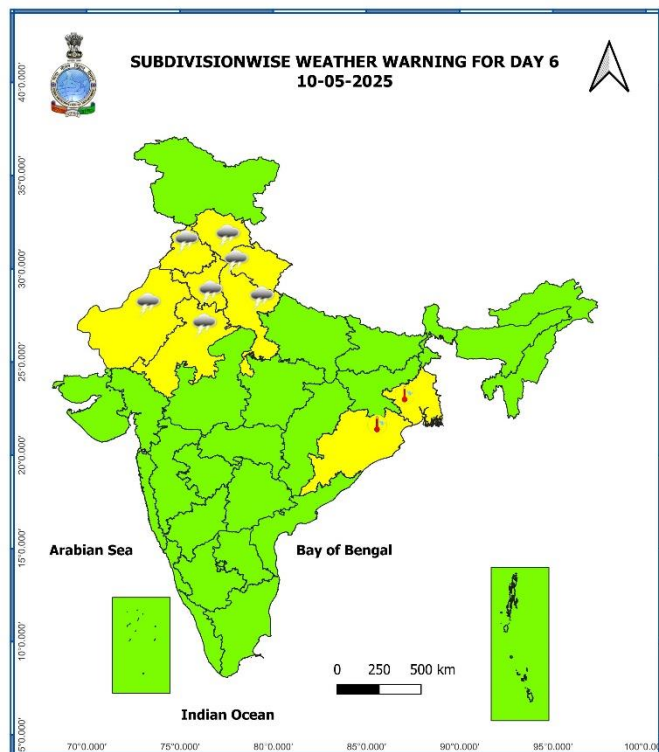 SUBDIVISIONWISE WEATHER WARNING FOR DAY 6
10-05-2025
40°0.000'
35°0.000'
30°0.000'
25°0.000'
20°0.000'
15°0.000'
10°0.000'
5°0.000'
Arabian Sea
Bay of Bengal
0 250 500 km
Indian Ocean
70°0.000' 75°0.000' 80°0.000' 85°0.000' 90°0.000' 95°0.000' 100°0.000'